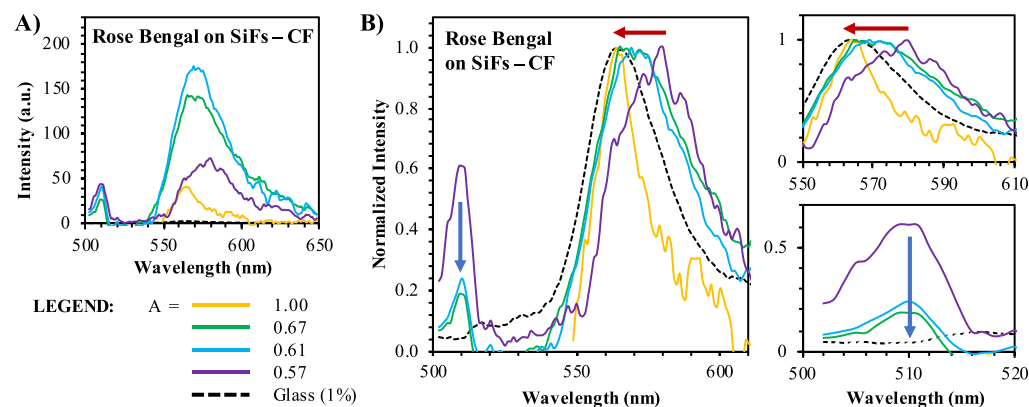 A)
Rose Bengal on SiFs – CF
Intensity (a.u.)
200
150
100
50
0
500 550 600 650
Wavelength (nm)
LEGEND: A =
1.00
0.67
0.61
0.57
Glass (1%)
B)
Rose Bengal
on SiFs – CF
Normalized Intensity
1.0
0.8
0.6
0.4
0.2
0.0
500 560 610
Wavelength (nm)
1
0
550 570 590 610
0.5
0
500 510 520
Wavelength (nm)